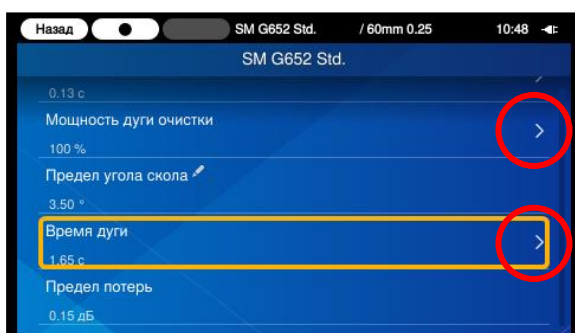 Назад SM G652 Std. / 60mm 0.25 10:48
SM G652 Std.
0.13 с
Мощность дуги очистки
100 %
Предел угола скола
3.50 °
Время дуги
1.65 с
Предел потерь
0.15 дБ